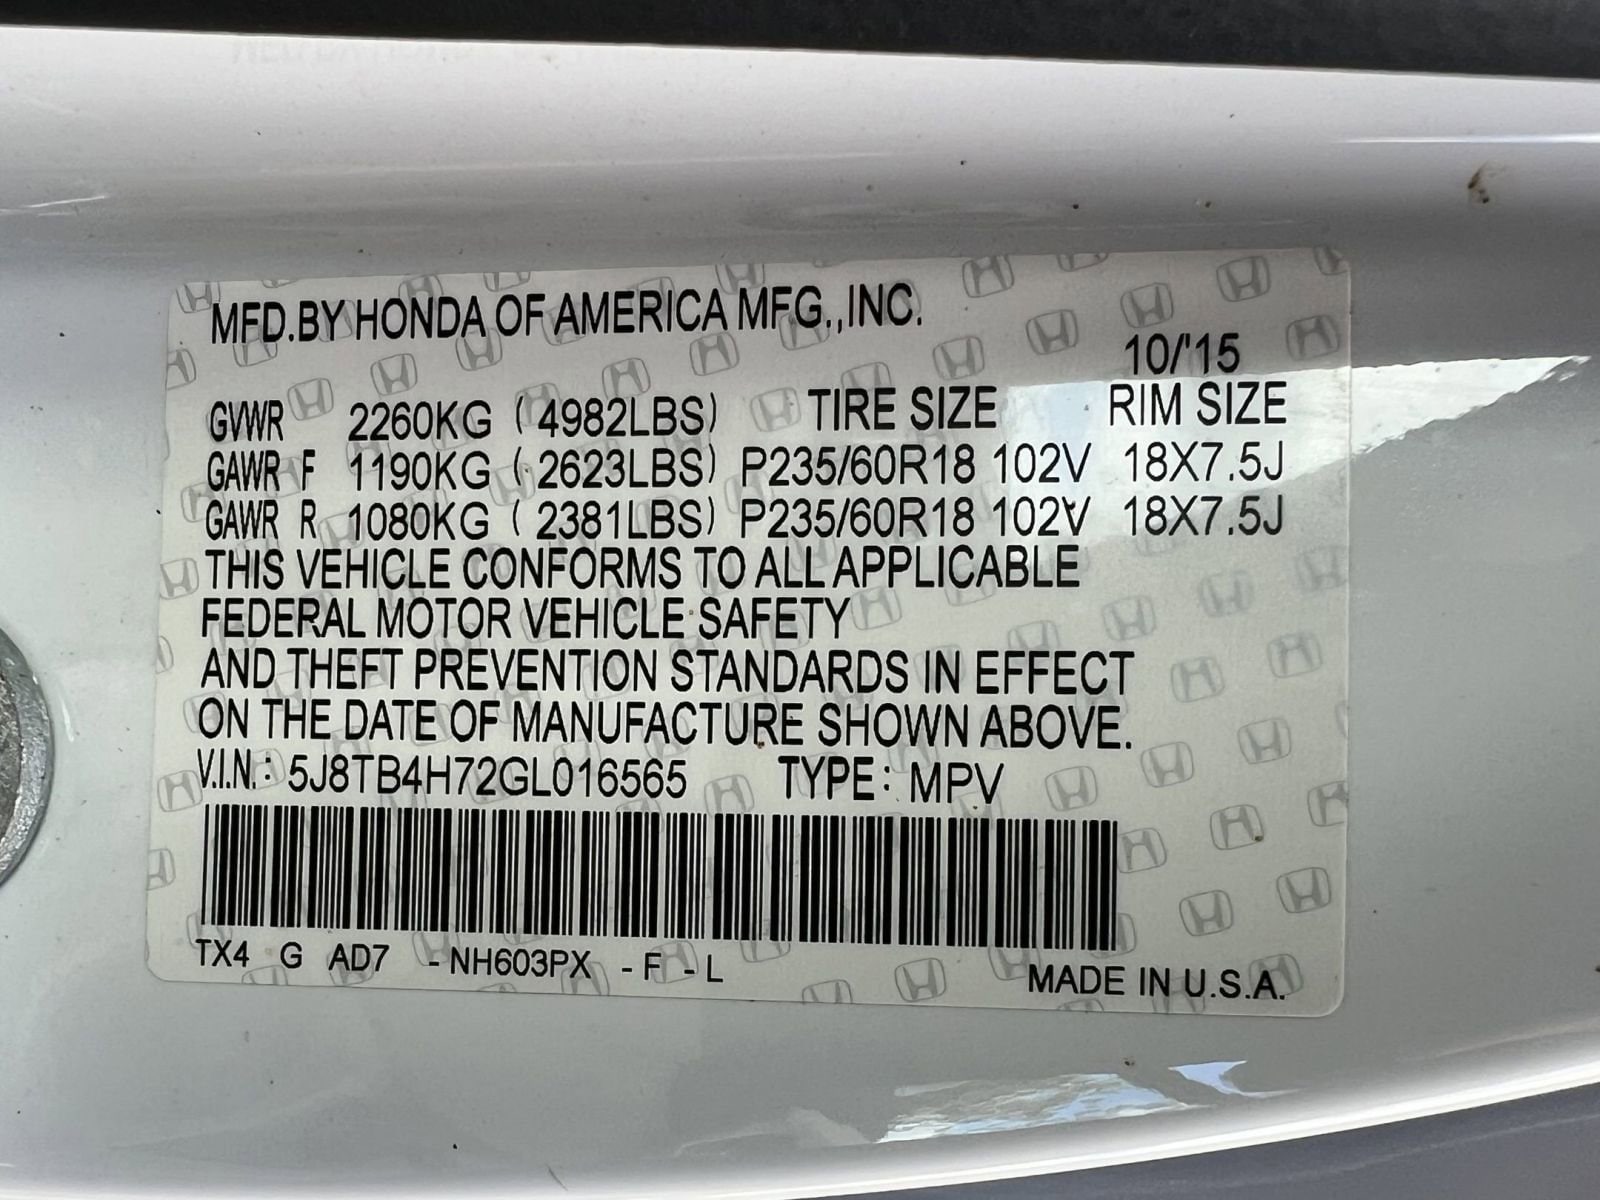 MFD.BY HONDA OF AMERICA MFG.,INC.
10/'15
GVWR 2260KG ( 4982LBS) TIRE SIZE RIM SIZE
GAWR F 1190KG ( 2623LBS) P235/60R18 102V 18X7.5J
GAWR R 1080KG ( 2381LBS) P235/60R18 102V 18X7.5J
THIS VEHICLE CONFORMS TO ALL APPLICABLE
FEDERAL MOTOR VEHICLE SAFETY
AND THEFT PREVENTION STANDARDS IN EFFECT
ON THE DATE OF MANUFACTURE SHOWN ABOVE.
V.I.N.: 5J8TB4H72GL016565 TYPE: MPV
TX4 G AD7 -NH603PX -F -L
MADE IN U.S.A.